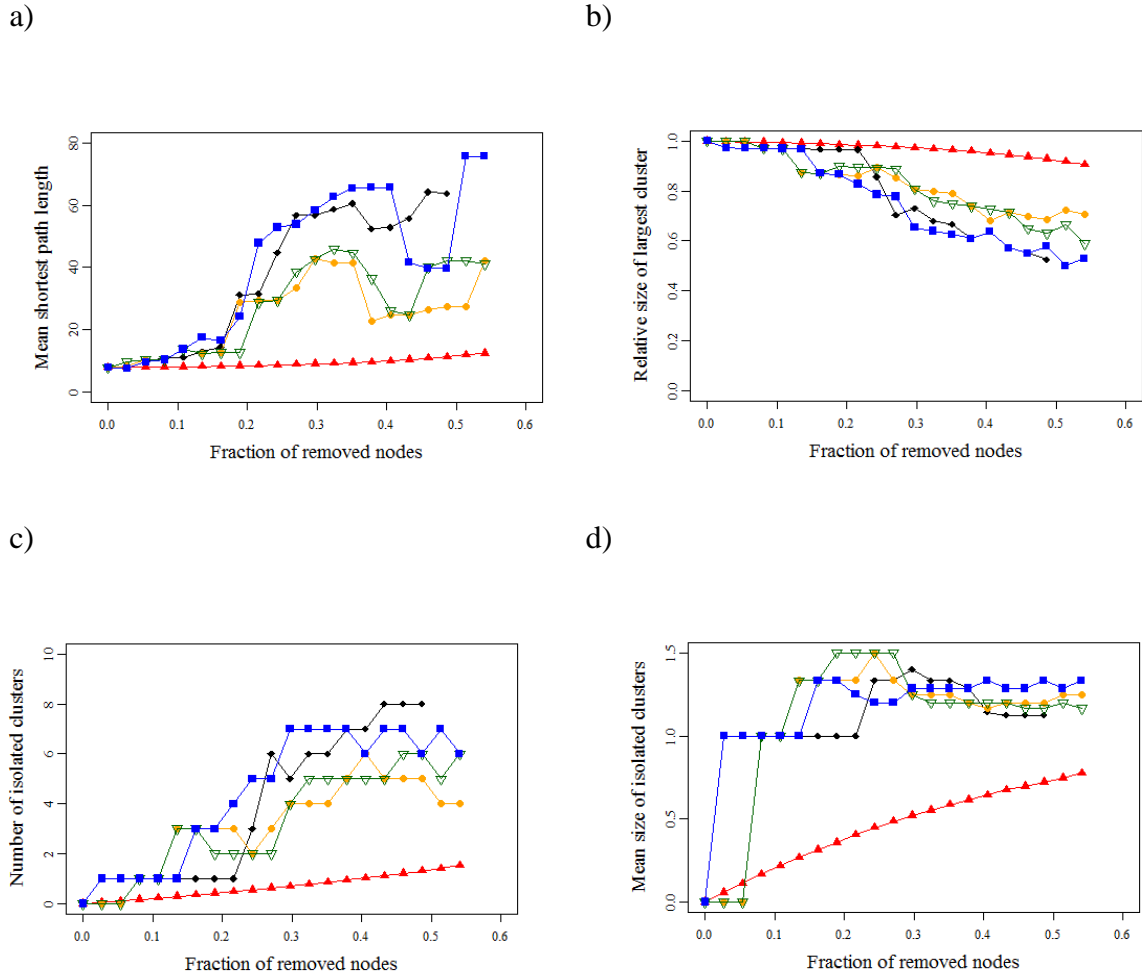 a)
b)
Mean shortest path length
80
60
40
20
0
0.0 0.1 0.2 0.3 0.4 0.5 0.6
Fraction of removed nodes
Relative size of largest cluster
1.0
0.8
0.6
0.4
0.2
0.0
0.0 0.1 0.2 0.3 0.4 0.5 0.6
Fraction of removed nodes
c)
d)
Number of isolated clusters
10
8
6
4
2
0
0.0 0.1 0.2 0.3 0.4 0.5 0.6
Fraction of removed nodes
Mean size of isolated clusters
1.5
1.0
0.5
0.0
0.0 0.1 0.2 0.3 0.4 0.5 0.6
Fraction of removed nodes